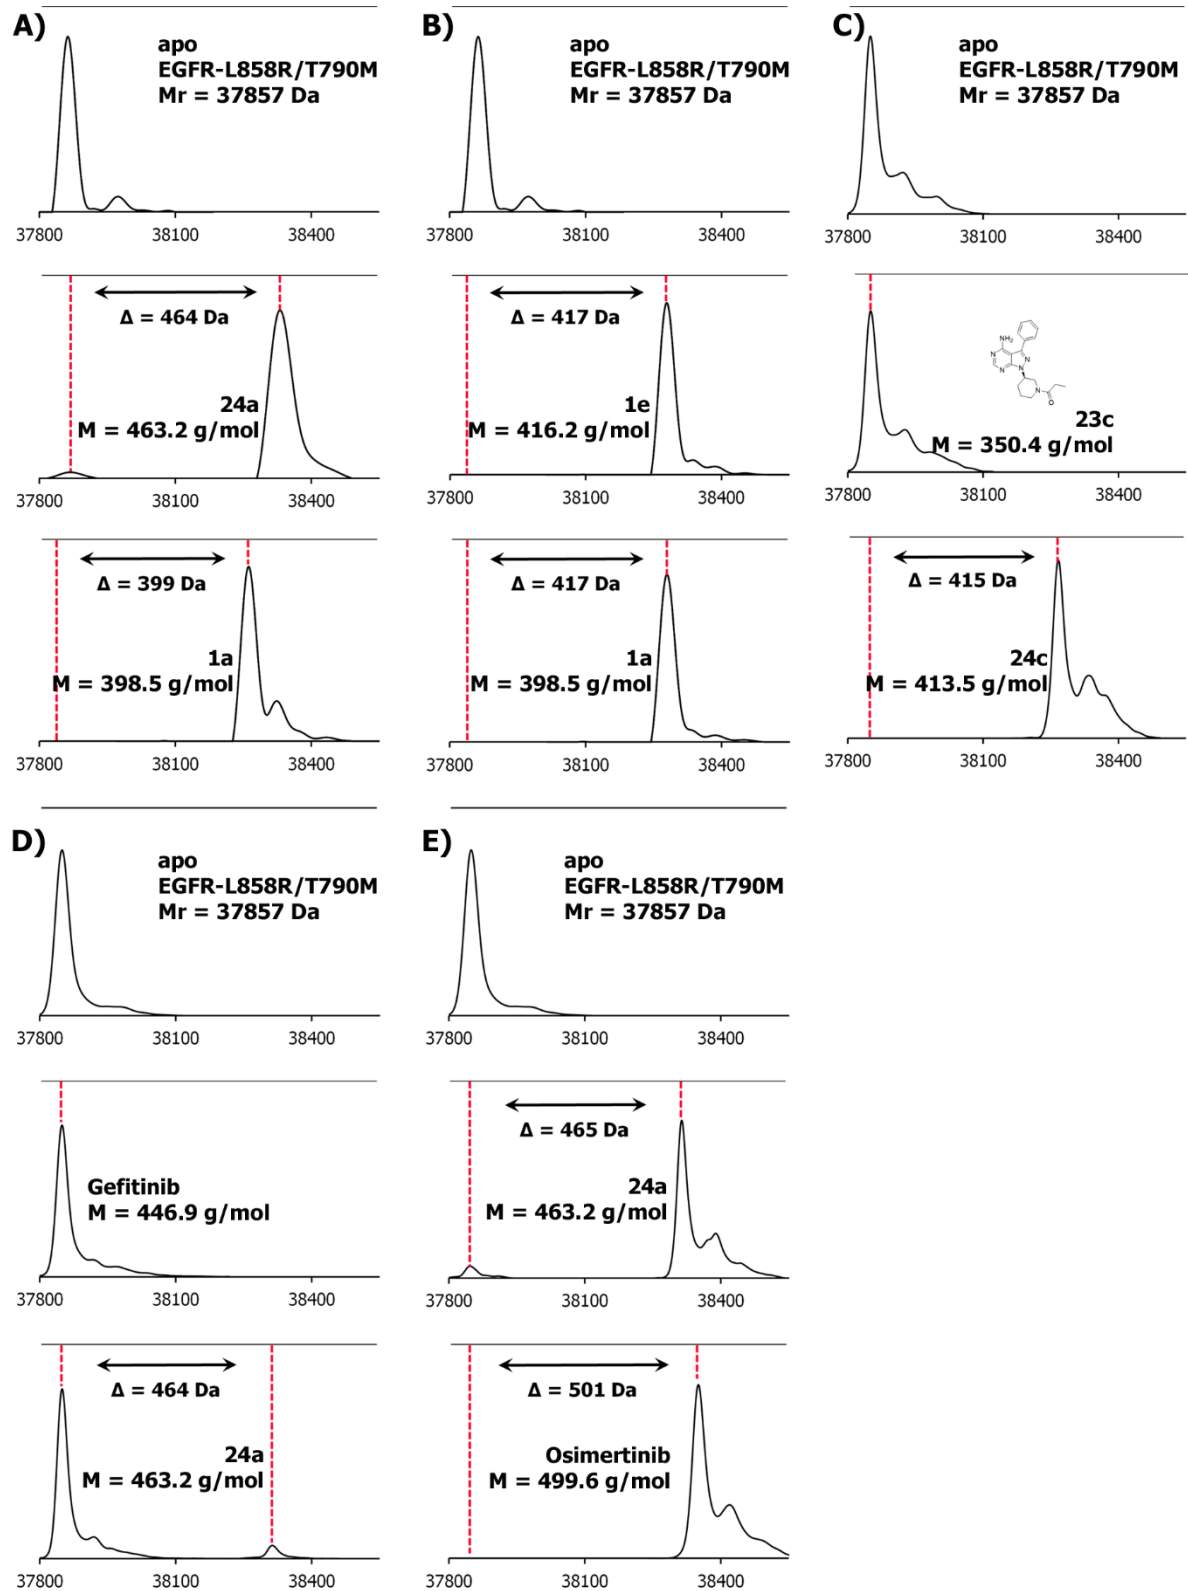 A)
apo
EGFR-L858R/T790M
Mr = 37857 Da
37800 38100 38400
Δ = 464 Da
24a
M = 463.2 g/mol
37800 38100 38400
Δ = 399 Da
1a
M = 398.5 g/mol
37800 38100 38400
B)
apo
EGFR-L858R/T790M
Mr = 37857 Da
37800 38100 38400
Δ = 417 Da
1e
M = 416.2 g/mol
37800 38100 38400
Δ = 417 Da
1a
M = 398.5 g/mol
37800 38100 38400
C)
apo
EGFR-L858R/T790M
Mr = 37857 Da
37800 38100 38400
NH₂
N
N
N
N
N
O
23c
M = 350.4 g/mol
37800 38100 38400
Δ = 415 Da
24c
M = 413.5 g/mol
37800 38100 38400
D)
apo
EGFR-L858R/T790M
Mr = 37857 Da
37800 38100 38400
Gefitinib
M = 446.9 g/mol
37800 38100 38400
Δ = 464 Da
24a
M = 463.2 g/mol
37800 38100 38400
E)
apo
EGFR-L858R/T790M
Mr = 37857 Da
37800 38100 38400
Δ = 465 Da
24a
M = 463.2 g/mol
37800 38100 38400
Δ = 501 Da
Osimertinib
M = 499.6 g/mol
37800 38100 38400